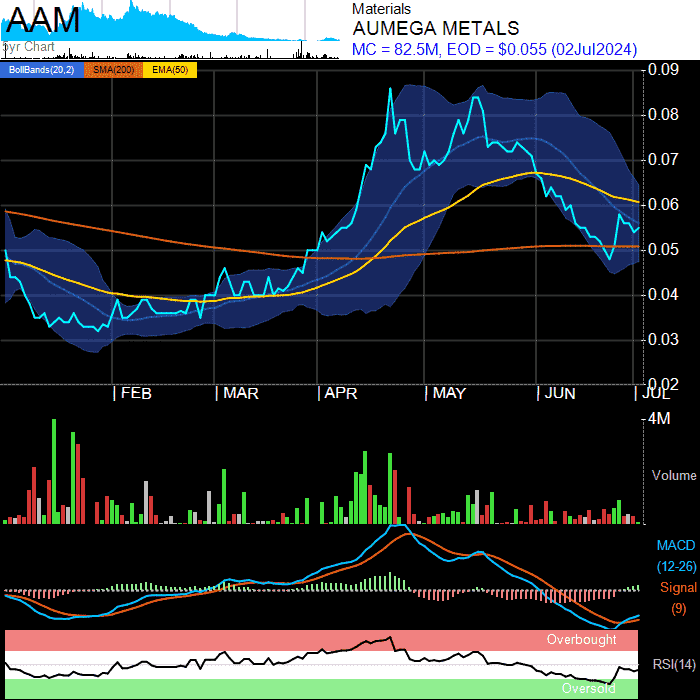 AAM
5yr Chart
Materials
AUMEGA METALS
MC = 82.5M, EOD = $0.055 (02Jul2024)
BollBands(20,2) SMA(200) EMA(50)
0.09
0.08
0.07
0.06
0.05
0.04
0.03
0.02
FEB MAR APR MAY JUN JUL
4M
Volume
MACD
(12-26)
Signal
(9)
Overbought
RSI(14)
Oversold